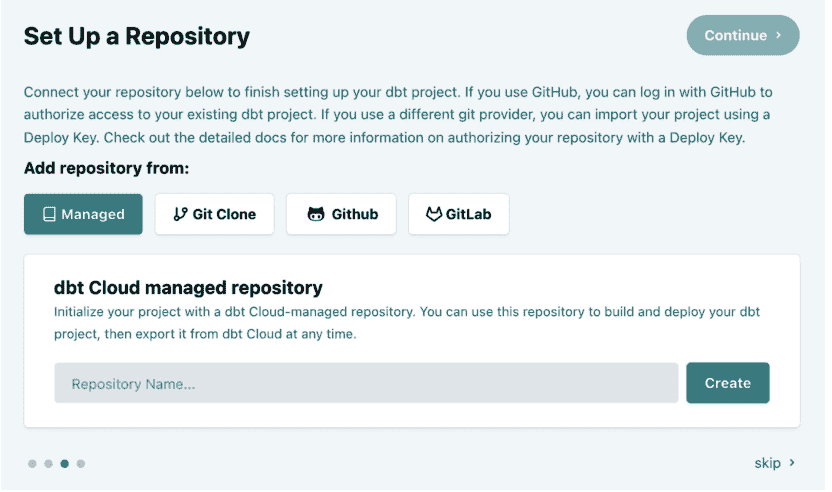 Set Up a Repository
Continue ›
Connect your repository below to finish setting up your dbt project. If you use GitHub, you can log in with GitHub to
authorize access to your existing dbt project. If you use a different git provider, you can import your project using a
Deploy Key. Check out the detailed docs for more information on authorizing your repository with a Deploy Key.
Add repository from:
Managed
Git Clone
Github
GitLab
dbt Cloud managed repository
Initialize your project with a dbt Cloud-managed repository. You can use this repository to build and deploy your dbt
project, then export it from dbt Cloud at any time.
Repository Name...
Create
skip ›